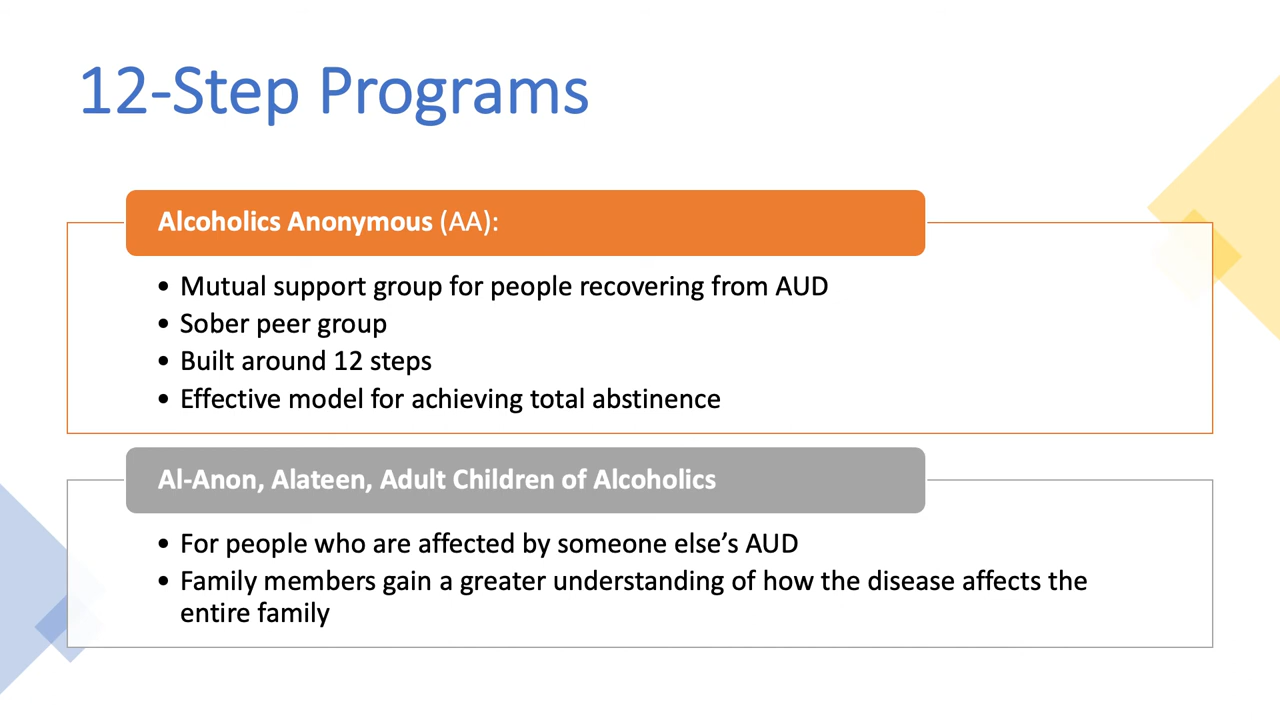 12-Step Programs
Alcoholics Anonymous (AA):
• Mutual support group for people recovering from AUD
• Sober peer group
• Built around 12 steps
• Effective model for achieving total abstinence
Al-Anon, Alateen, Adult Children of Alcoholics
• For people who are affected by someone else’s AUD
• Family members gain a greater understanding of how the disease affects the
entire family